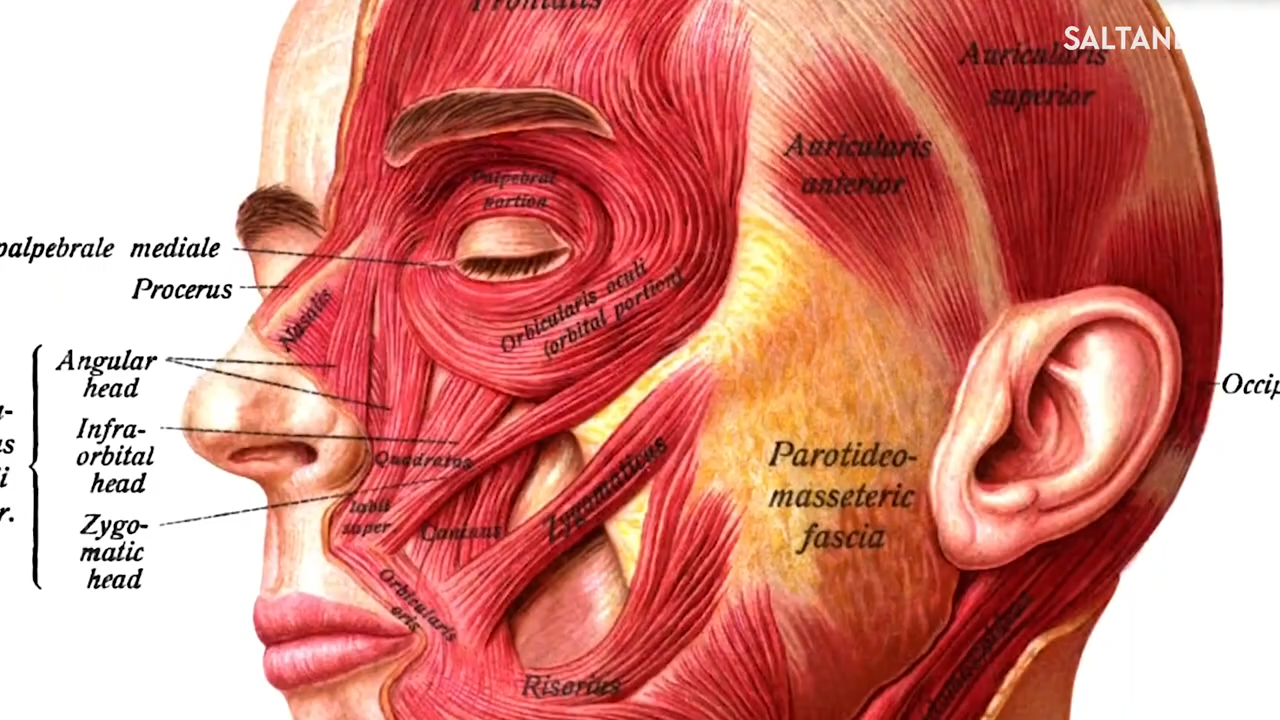 Frontalis
SALTAN
Auricularis
superior
Auricularis
anterior
Palpebral
portion
palpebrale mediale
Procerus
Nasalis
Orbicularis oculi
(orbital portion)
Angular
head
Occip
Infra-
orbital
head
Quadratus
labii
super.
Zygo-
matic
head
Caninus
Zygomaticus
Parotideo-
masseteric
fascia
Orbicularis
oris
Risorius